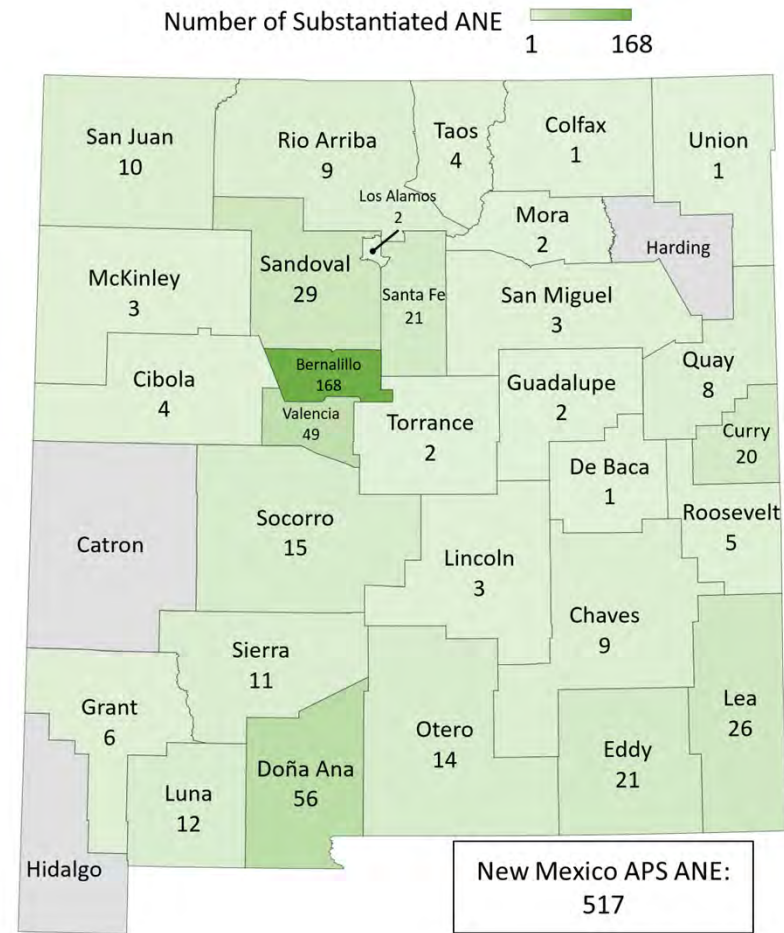 Number of Substantiated ANE
1 168
San Juan
10
Rio Arriba
9
Taos
4
Colfax
1
Union
1
Los Alamos
2
Mora
2
Harding
McKinley
3
Sandoval
29
Santa Fe
21
San Miguel
3
Cibola
4
Bernalillo
168
Valencia
49
Torrance
2
Guadalupe
2
Quay
8
Curry
20
De Baca
1
Roosevelt
5
Catron
Socorro
15
Lincoln
3
Chaves
9
Sierra
11
Grant
6
Luna
12
Doña Ana
56
Otero
14
Eddy
21
Lea
26
Hidalgo
New Mexico APS ANE:
517